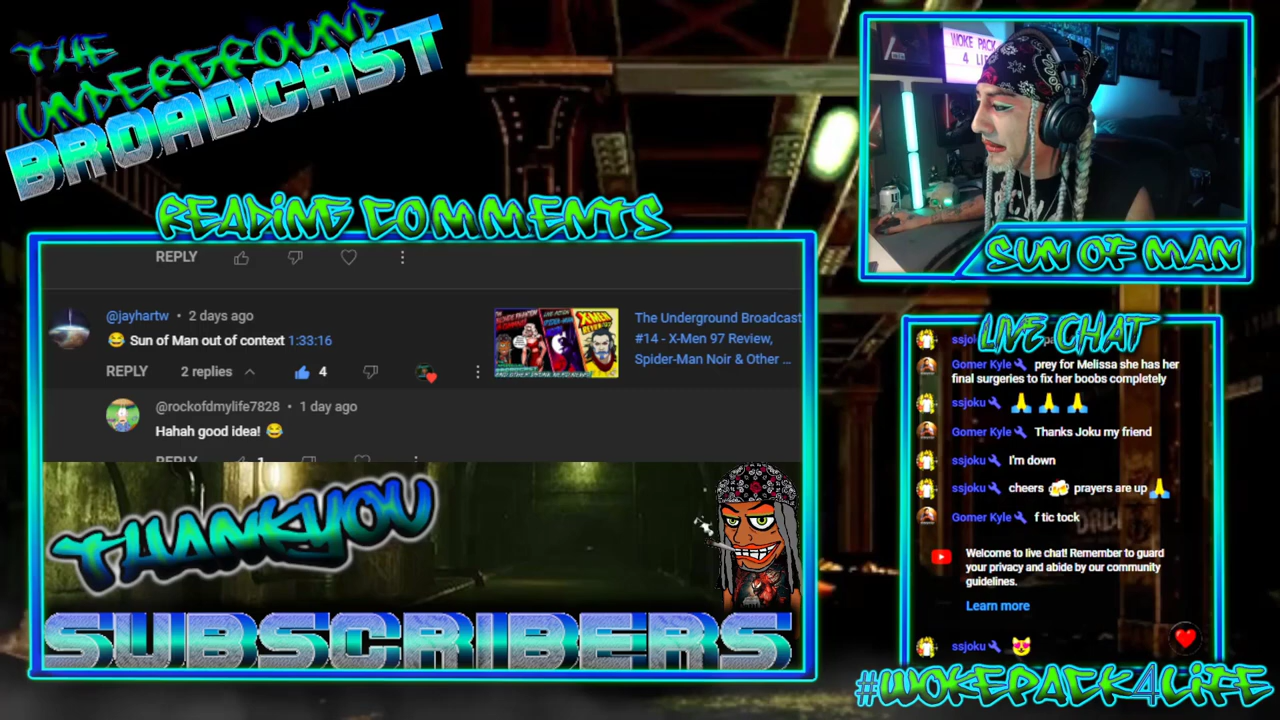 THE
UNDERGROUND
BROADCAST
READING COMMENTS
REPLY
@jayhartw • 2 days ago
😂 Sun of Man out of context 1:33:16
REPLY 2 replies 4
The Underground Broadcast
#14 - X-Men 97 Review,
Spider-Man Noir & Other ...
@rockofdmylife7828 • 1 day ago
Hahah good idea! 😂
REPLY 1
THANKYOU
SUBSCRIBERS
WOKE PACK
4 LIFE
SUN OF MAN
LIVE CHAT
Gomer Kyle prey for Melissa she has her
final surgeries to fix her boobs completely
ssjoku 🙏 🙏 🙏
Gomer Kyle Thanks Joku my friend
ssjoku I'm down
ssjoku cheers 🍻 prayers are up 🙏
Gomer Kyle f tic tock
Welcome to live chat! Remember to guard
your privacy and abide by our community
guidelines.
Learn more
ssjoku 😻
#WOKEPACK4LIFE